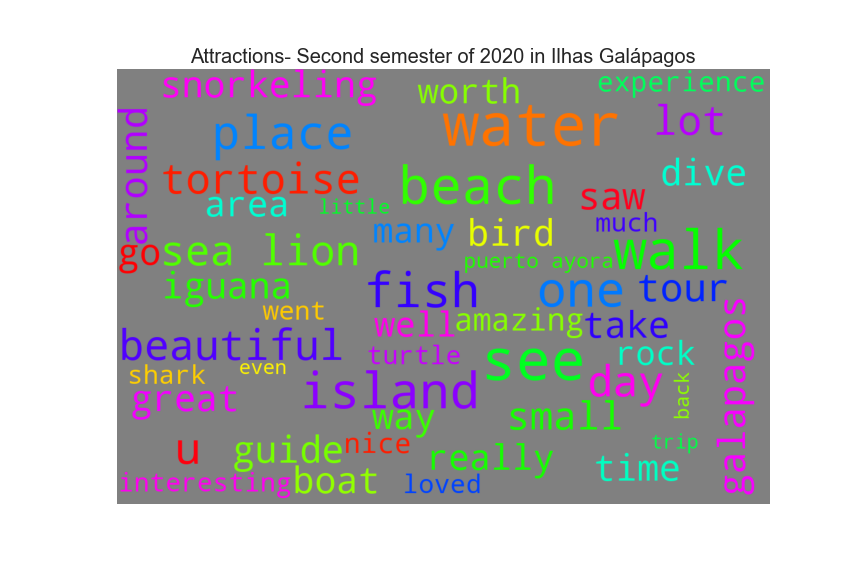 Attractions- Second semester of 2020 in Ilhas Galápagos
snorkeling
worth
experience
around
place
water
lot
tortoise
beach
saw
dive
area
little
many
bird
much
go
sea lion
puerto ayora
walk
iguana
fish
one
tour
went
well
amazing
take
galapagos
beautiful
turtle
see
rock
shark
even
island
day
back
great
way
small
u
guide
nice
really
time
trip
interesting
boat
loved